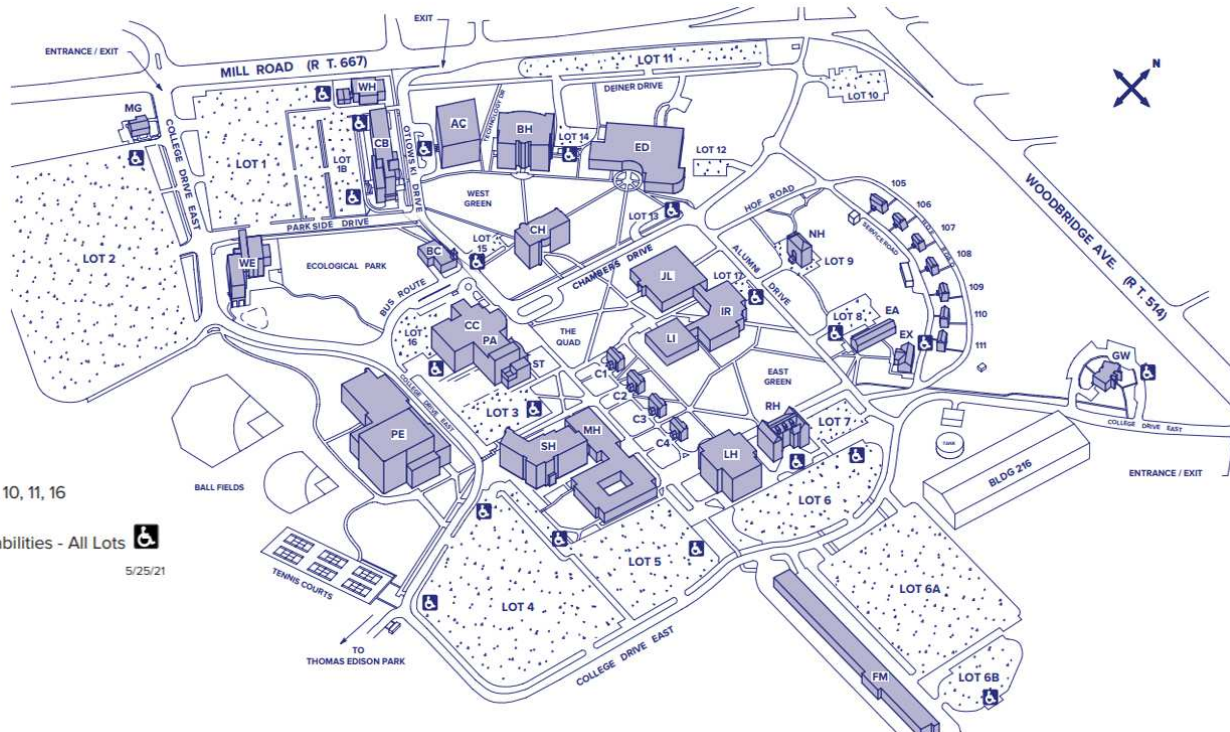 EXIT
ENTRANCE / EXIT
MILL ROAD (R T. 667)
LOT 11
N
WH
DEINER DRIVE
LOT 10
MG
AC
TECHNOLOGY DR
BH
LOT 14
ED
CB
LOT 1
LOT
1B
OTLOWSKI DRIVE
COLLEGE DRIVE EAST
LOT 12
WEST
GREEN
HOF ROAD
105
106
107
108
109
110
111
SERVICE ROAD
WOODBRIDGE AVE (R T. 514)
PARKSIDE DRIVE
LOT 13
LOT
15
CH
NH
LOT 9
LOT 2
WE
ECOLOGICAL PARK
BC
CHAMBERS DRIVE
ALUMNI DRIVE
JL
LOT 17
IR
LI
BUS ROUTE
LOT
16
CC
PA
ST
THE
QUAD
LOT 8
EA
EX
GW
C1
C2
C3
C4
EAST
GREEN
COLLEGE DRIVE EAST
LOT 3
RH
LOT 7
COLLEGE DRIVE EAST
PE
SH
MH
LH
TANK
BLDG 216
ENTRANCE / EXIT
BALL FIELDS
10, 11, 16
abilities - All Lots
5/25/21
LOT 6
LOT 5
LOT 4
LOT 6A
TENNIS COURTS
TO
THOMAS EDISON PARK
COLLEGE DRIVE EAST
FM
LOT 6B